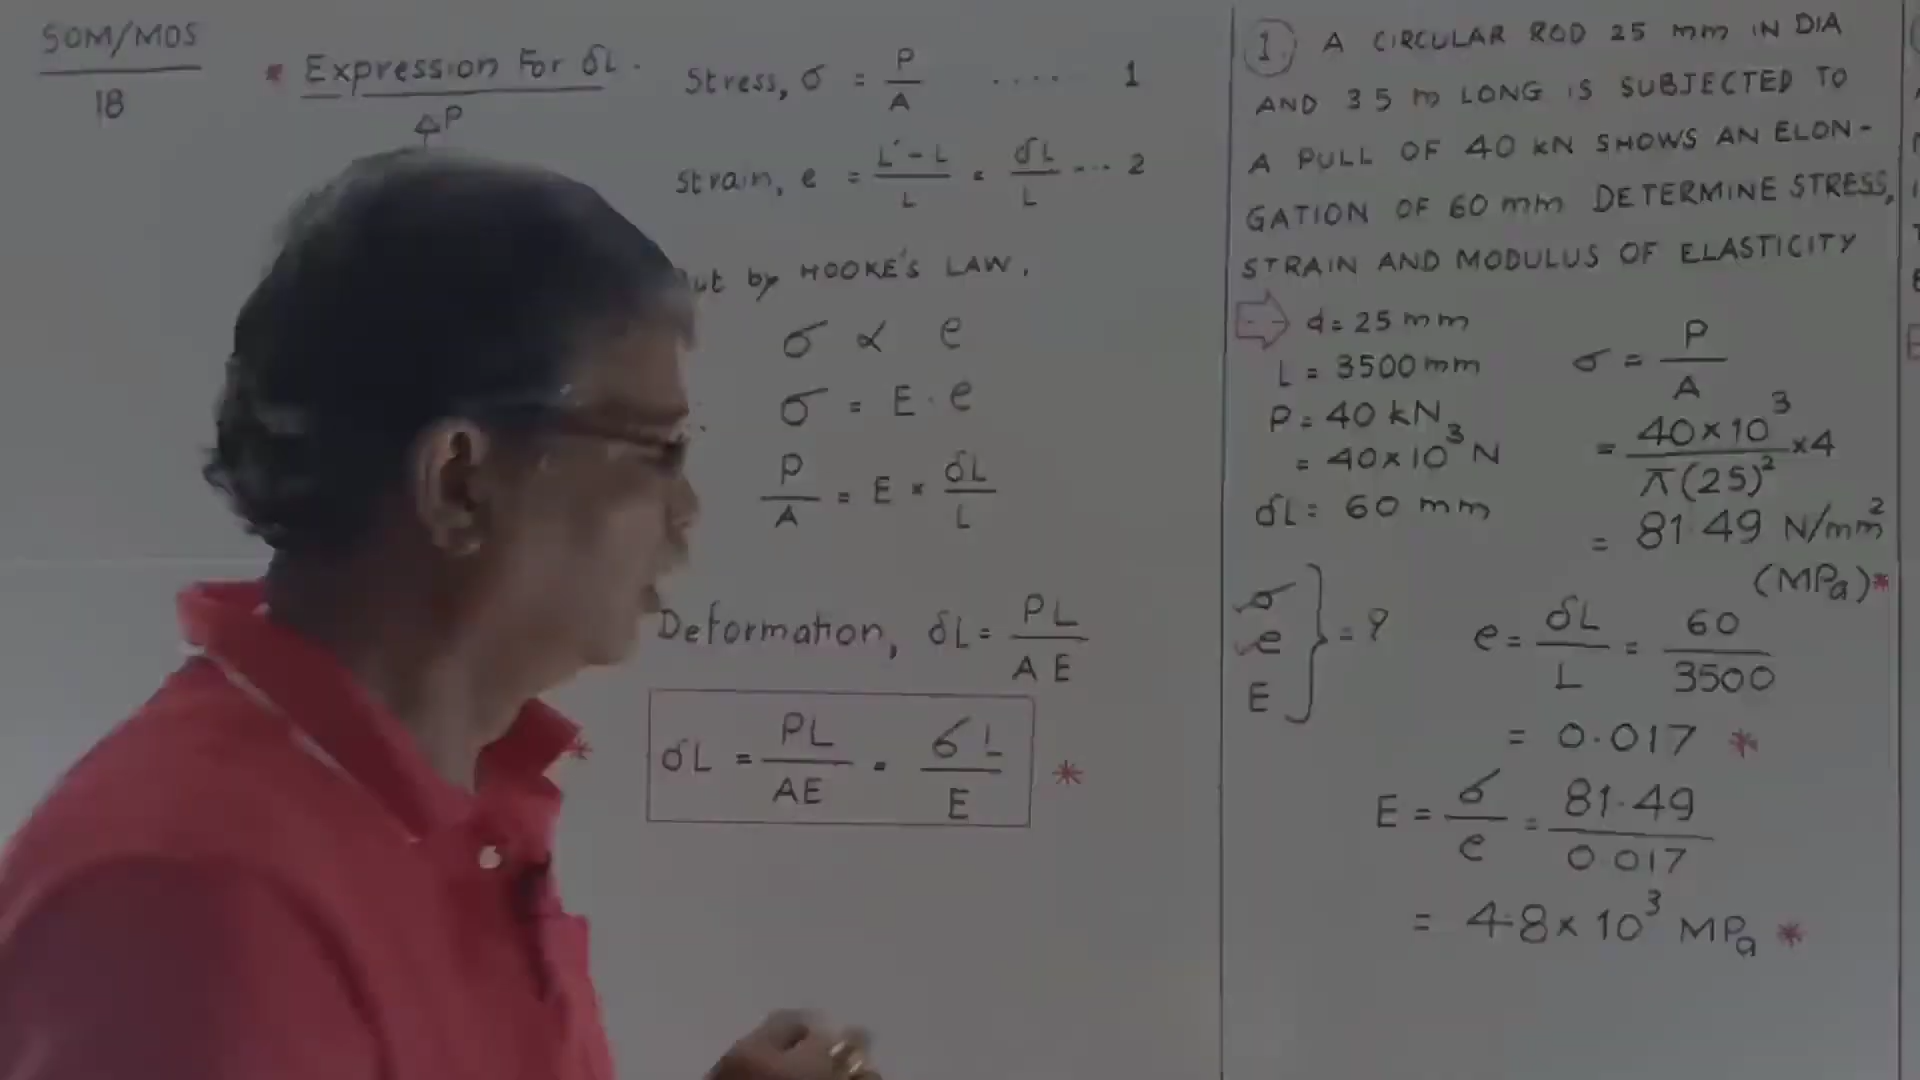 SOM/MOS
18
* Expression For δL.
P
Stress, σ = P/A .... 1
Strain, e = L'-L/L = δL/L ... 2
But by HOOKE'S LAW,
σ ∝ e
σ = E · e
P/A = E × δL/L
Deformation, δL = PL/AE
* δL = PL/AE = σL/E *
1. A CIRCULAR ROD 25 mm IN DIA
AND 35 m LONG IS SUBJECTED TO
A PULL OF 40 kN SHOWS AN ELON-
GATION OF 60 mm DETERMINE STRESS,
STRAIN AND MODULUS OF ELASTICITY
d = 25 mm
L = 3500 mm
P = 40 kN
= 40×10³ N
δL = 60 mm
σ
e
E } = ?
σ = P/A
= 40×10³/π(25)² ×4
= 81.49 N/mm²
(MPa)*
e = δL/L = 60/3500
= 0.017 *
E = σ/e = 81.49/0.017
= 4.8×10³ MPa *